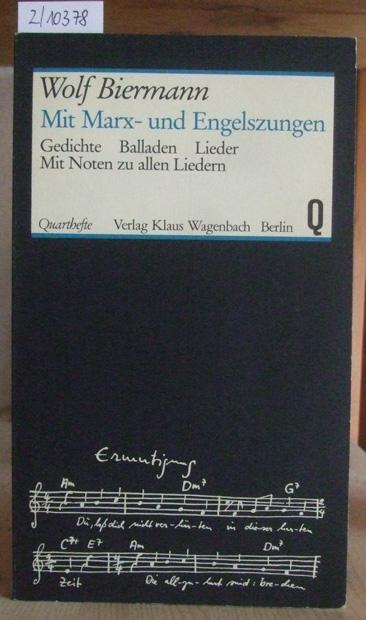 2/10378
Wolf Biermann
Mit Marx- und Engelszungen
Gedichte Balladen Lieder
Mit Noten zu allen Liedern
Quarthefte Verlag Klaus Wagenbach Berlin Q
Ermutigung
Am Dm7 G7
Du, laß dich nicht ver-här-ten in dieser har-ten
C7+ E7 Am Dm7
Zeit Die all-zu-hart sind: bre-chen